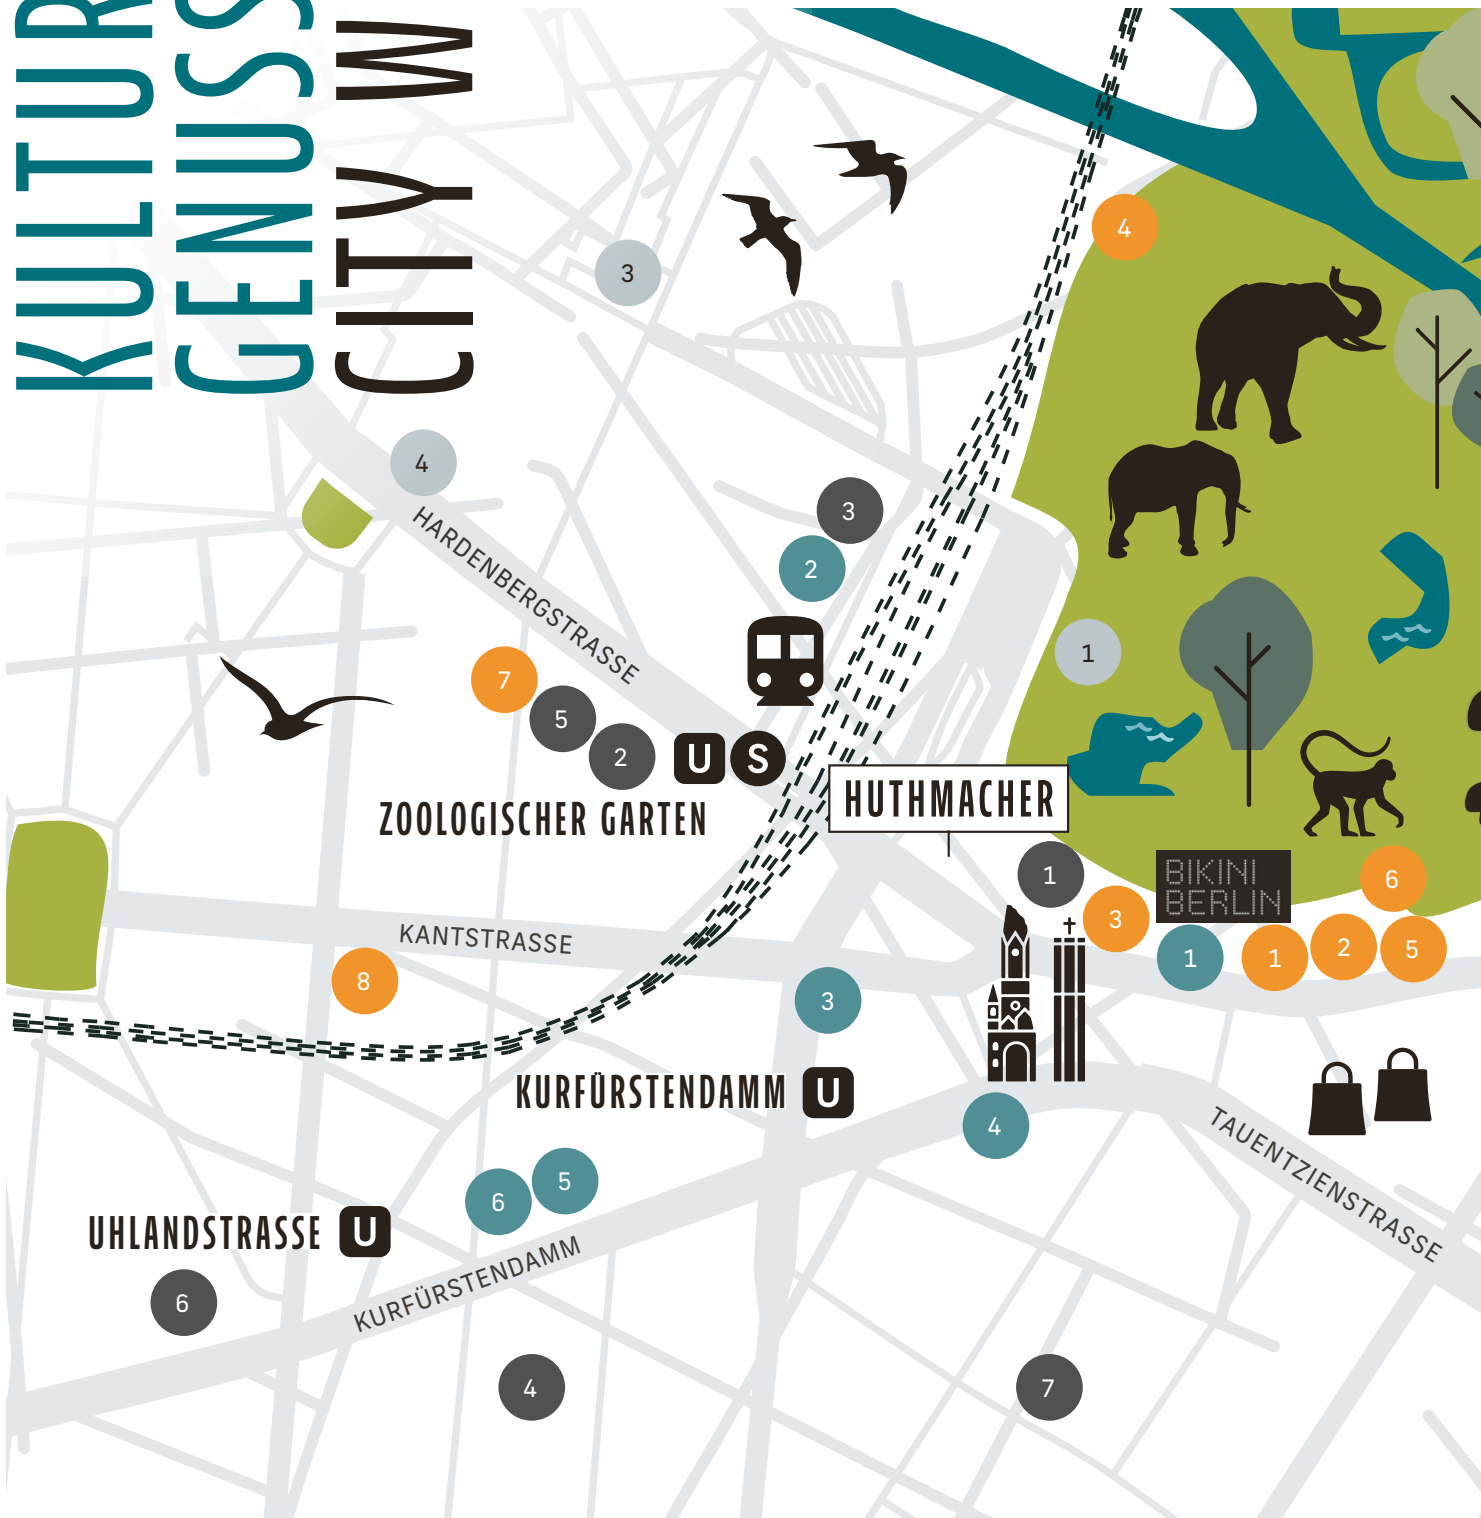 KULTUR
GENUSS
CITY W
4
3
4
3
2
HARDENBERGSTRASSE
1
7
5
2
U S
ZOOLOGISCHER GARTEN
HUTHMACHER
1
BIKINI
BERLIN
6
3
1
1
2
5
KANTSTRASSE
8
3
KURFÜRSTENDAMM U
4
TAUENTZIENSTRASSE
5
6
UHLANDSTRASSE U
KURFÜRSTENDAMM
6
4
7